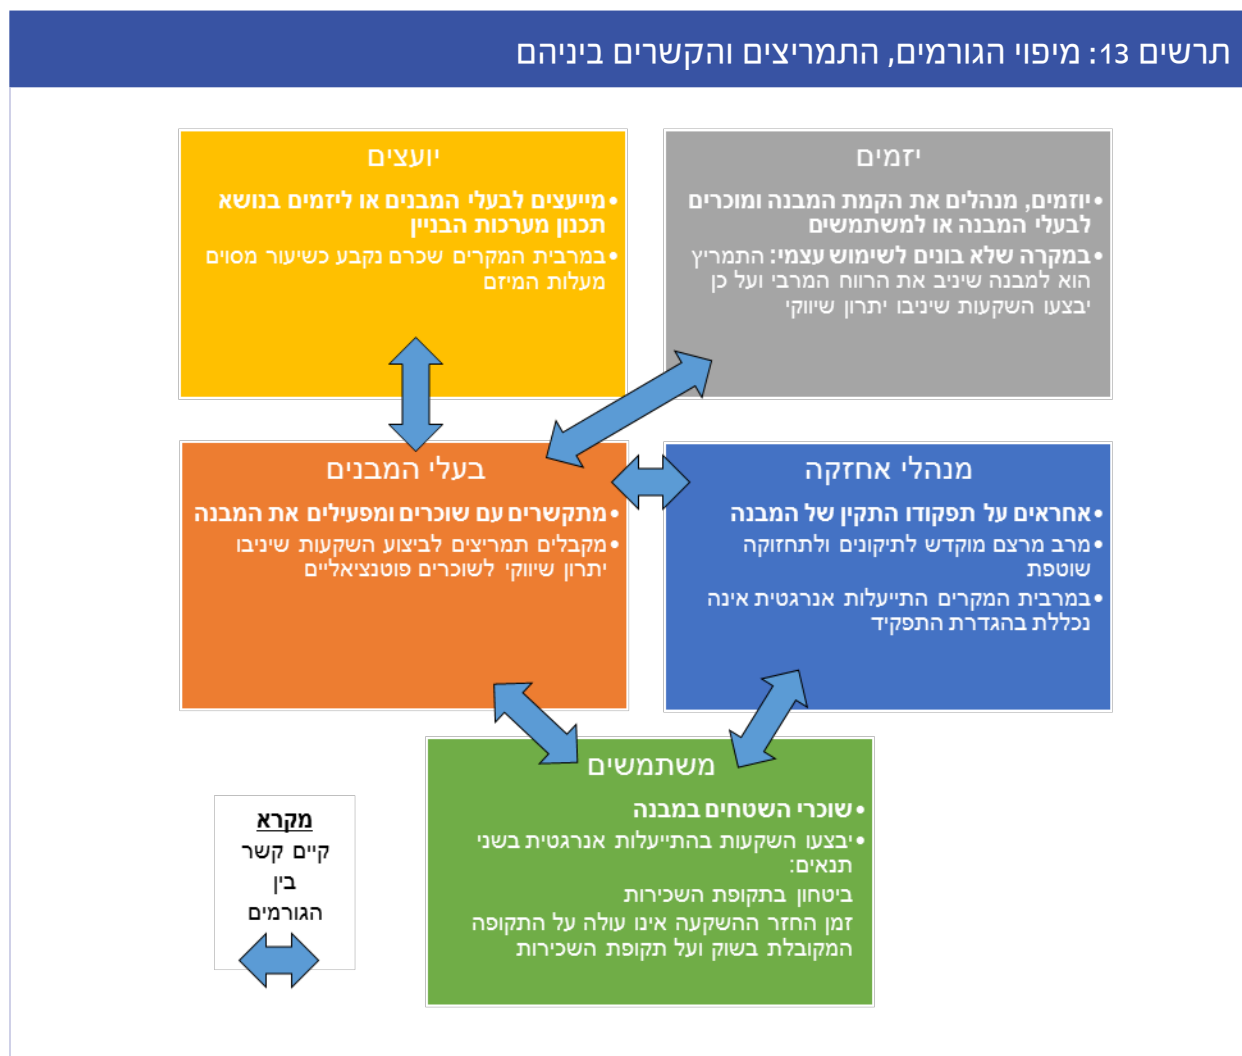 תרשים 13: מיפוי הגורמים, התמריצים והקשרים ביניהם
יזמים
•יוזמים, מנהלים את הקמת המבנה ומוכרים
לבעלי המבנה או למשתמשים
•במקרה שלא בונים לשימוש עצמי: התמריץ
הוא למבנה שיניב את הרווח המרבי ועל כן
יבצעו השקעות שיניבו יתרון שיווקי
יועצים
•מייעצים לבעלי המבנים או ליזמים בנושא
תכנון מערכות הבניין
•במרבית המקרים שכרם נקבע כשיעור מסוים
מעלות המיזם
מנהלי אחזקה
•אחראים על תפקודו התקין של המבנה
•מרב מרצם מוקדש לתיקונים ולתחזוקה
שוטפת
•במרבית המקרים התייעלות אנרגטית אינה
נכללת בהגדרת התפקיד
בעלי המבנים
•מתקשרים עם שוכרים ומפעילים את המבנה
•מקבלים תמריצים לביצוע השקעות שיניבו
יתרון שיווקי לשוכרים פוטנציאליים
משתמשים
•שוכרי השטחים במבנה
•יבצעו השקעות בהתייעלות אנרגטית בשני
תנאים:
ביטחון בתקופת השכירות
זמן החזר ההשקעה אינו עולה על התקופה
המקובלת בשוק ועל תקופת השכירות
מקרא
קיים קשר
בין
הגורמים